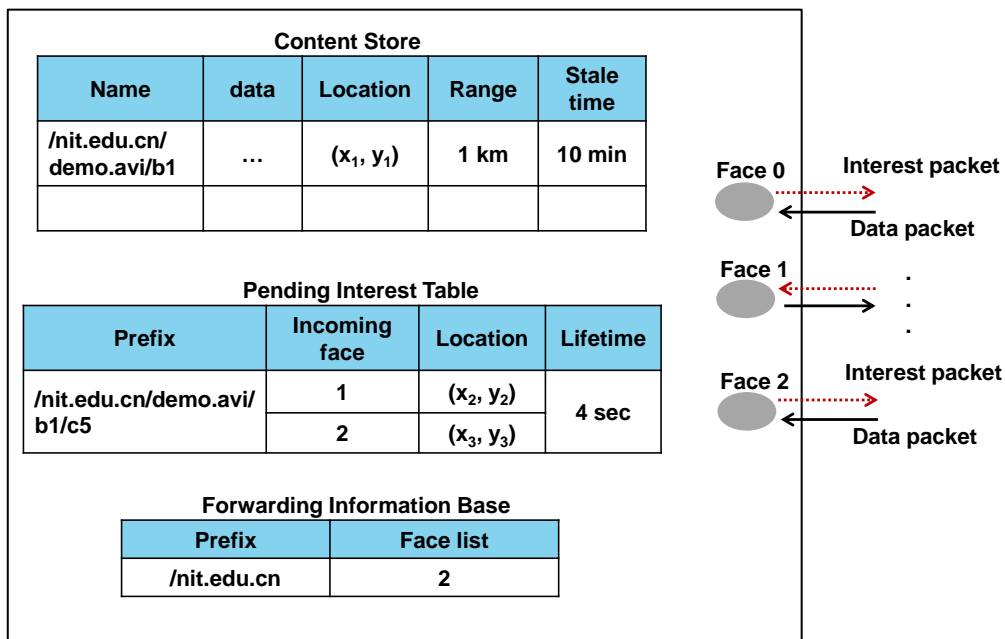 Content Store
Name data Location Range Stale time
/nit.edu.cn/
demo.avi/b1 … (x₁, y₁) 1 km 10 min
Pending Interest Table
Prefix Incoming face Location Lifetime
/nit.edu.cn/demo.avi/
b1/c5
1 (x₂, y₂)
2 (x₃, y₃)
4 sec
Forwarding Information Base
Prefix Face list
/nit.edu.cn 2
Face 0
Interest packet
Data packet
Face 1
.
.
.
Face 2
Interest packet
Data packet